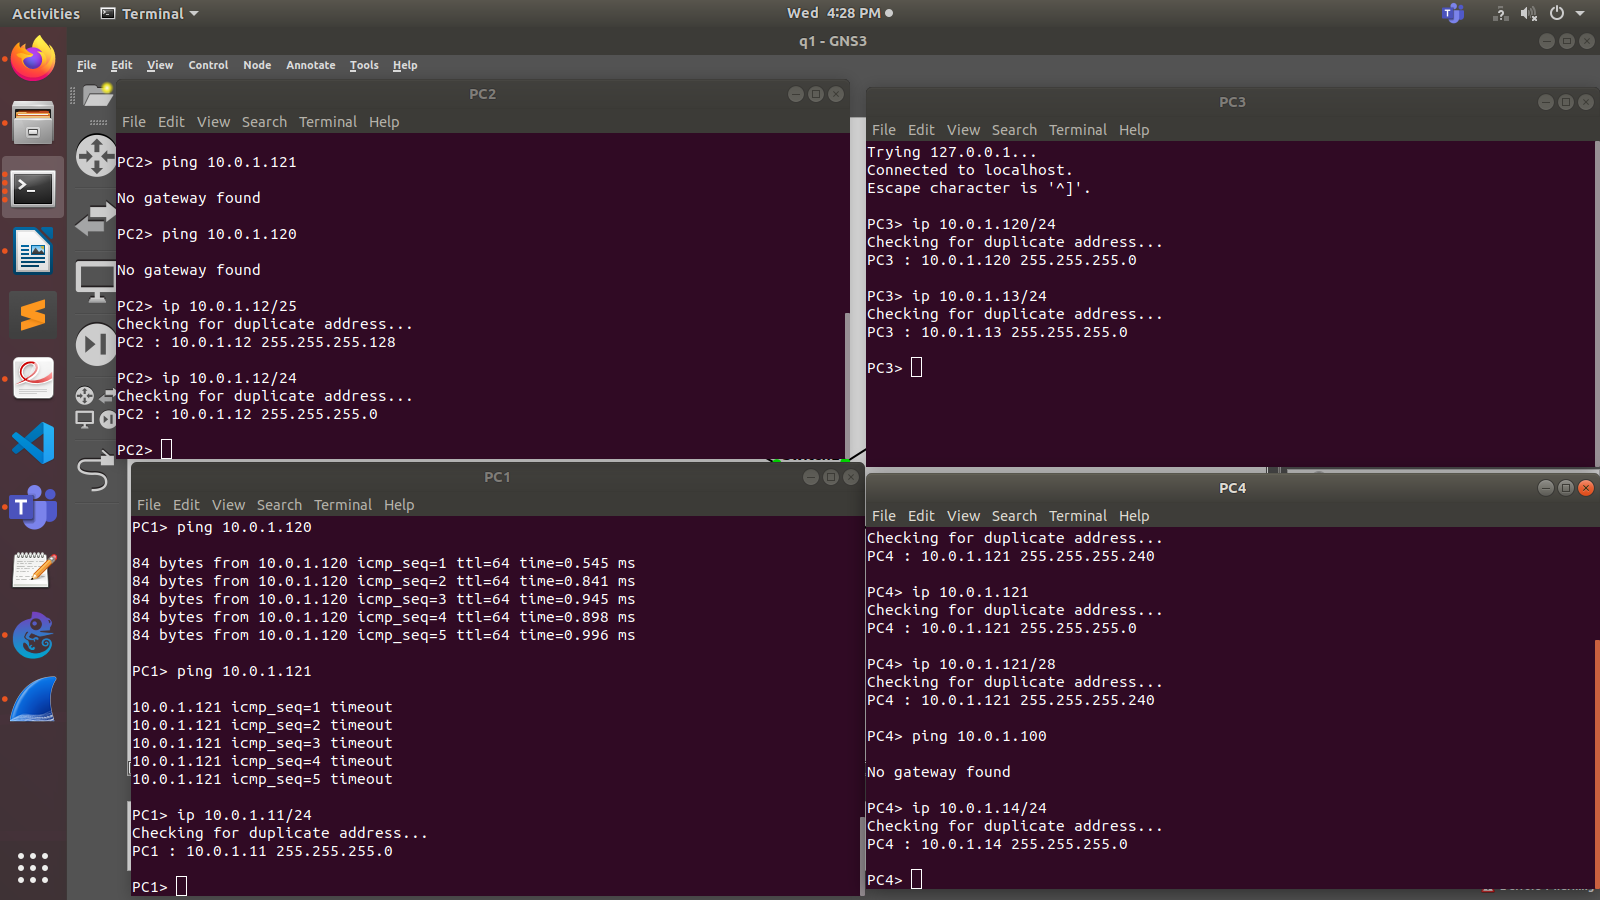 Activities
Terminal
Wed 4:28 PM
q1 - GNS3
File Edit View Control Node Annotate Tools Help
PC2
File Edit View Search Terminal Help
PC2> ping 10.0.1.121
No gateway found
PC2> ping 10.0.1.120
No gateway found
PC2> ip 10.0.1.12/25
Checking for duplicate address...
PC2 : 10.0.1.12 255.255.255.128
PC2> ip 10.0.1.12/24
Checking for duplicate address...
PC2 : 10.0.1.12 255.255.255.0
PC2>
PC3
File Edit View Search Terminal Help
Trying 127.0.0.1...
Connected to localhost.
Escape character is '^]'.
PC3> ip 10.0.1.120/24
Checking for duplicate address...
PC3 : 10.0.1.120 255.255.255.0
PC3> ip 10.0.1.13/24
Checking for duplicate address...
PC3 : 10.0.1.13 255.255.255.0
PC3>
PC1
File Edit View Search Terminal Help
PC1> ping 10.0.1.120
84 bytes from 10.0.1.120 icmp_seq=1 ttl=64 time=0.545 ms
84 bytes from 10.0.1.120 icmp_seq=2 ttl=64 time=0.841 ms
84 bytes from 10.0.1.120 icmp_seq=3 ttl=64 time=0.945 ms
84 bytes from 10.0.1.120 icmp_seq=4 ttl=64 time=0.898 ms
84 bytes from 10.0.1.120 icmp_seq=5 ttl=64 time=0.996 ms
PC1> ping 10.0.1.121
10.0.1.121 icmp_seq=1 timeout
10.0.1.121 icmp_seq=2 timeout
10.0.1.121 icmp_seq=3 timeout
10.0.1.121 icmp_seq=4 timeout
10.0.1.121 icmp_seq=5 timeout
PC1> ip 10.0.1.11/24
Checking for duplicate address...
PC1 : 10.0.1.11 255.255.255.0
PC1>
PC4
File Edit View Search Terminal Help
Checking for duplicate address...
PC4 : 10.0.1.121 255.255.255.240
PC4> ip 10.0.1.121
Checking for duplicate address...
PC4 : 10.0.1.121 255.255.255.0
PC4> ip 10.0.1.121/28
Checking for duplicate address...
PC4 : 10.0.1.121 255.255.255.240
PC4> ping 10.0.1.100
No gateway found
PC4> ip 10.0.1.14/24
Checking for duplicate address...
PC4 : 10.0.1.14 255.255.255.0
PC4>